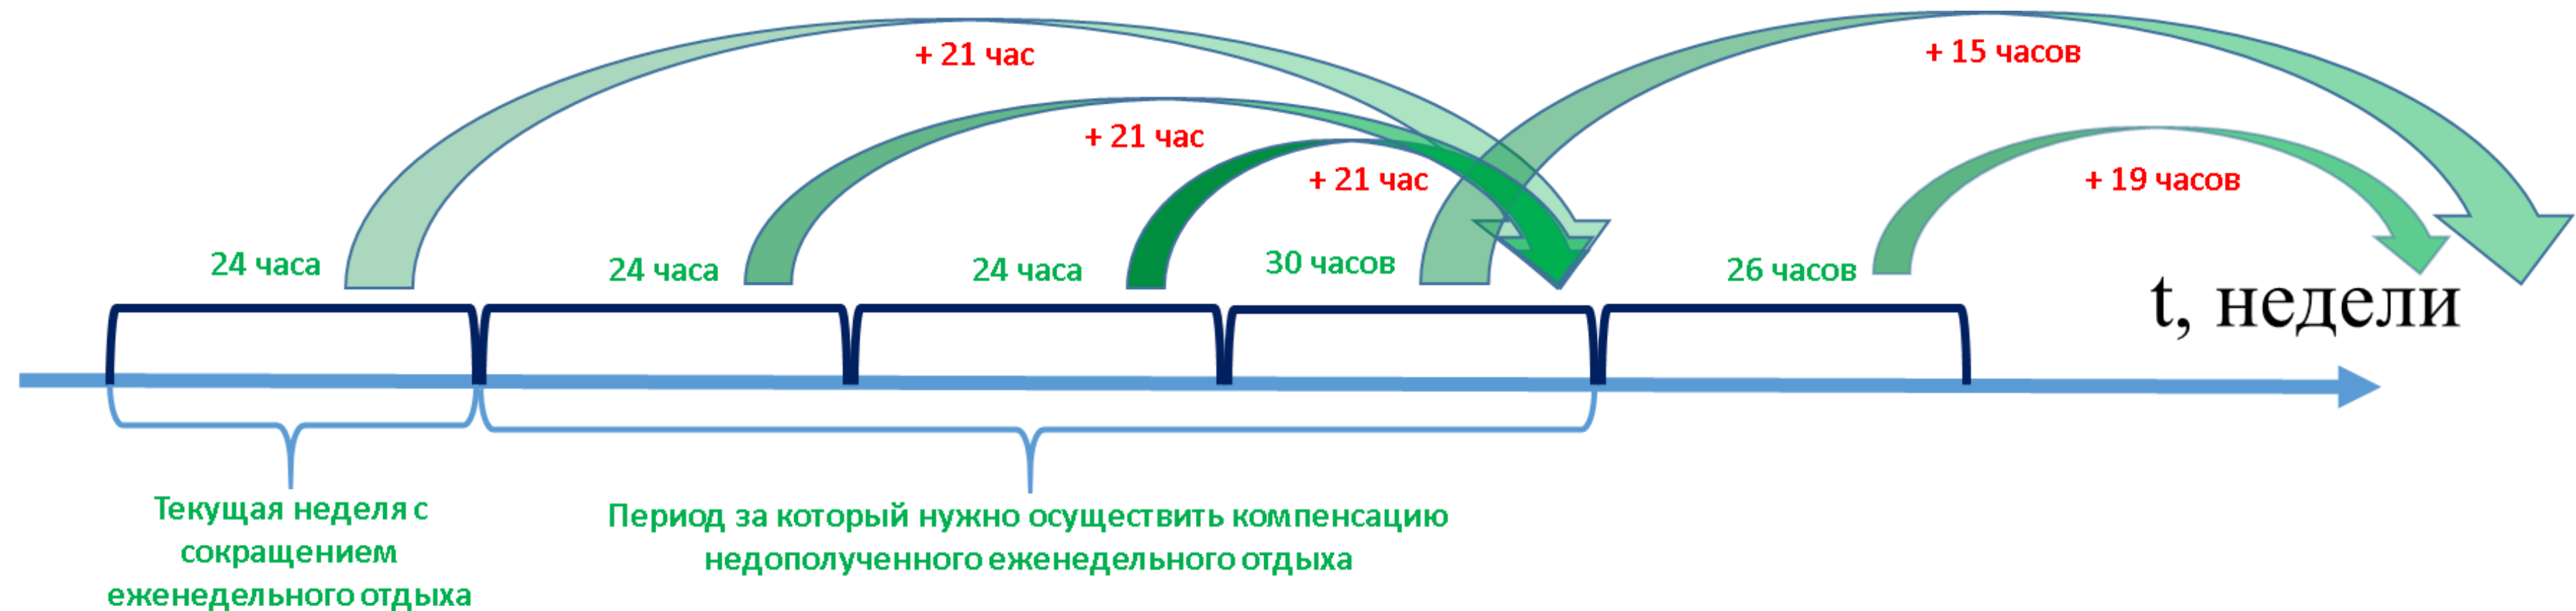 + 21 час
+ 15 часов
+ 21 час
+ 21 час
+ 19 часов
24 часа
24 часа
24 часа
30 часов
26 часов
t, недели
Текущая неделя с
сокращением
еженедельного отдыха
Период за который нужно осуществить компенсацию
недополученного еженедельного отдыха